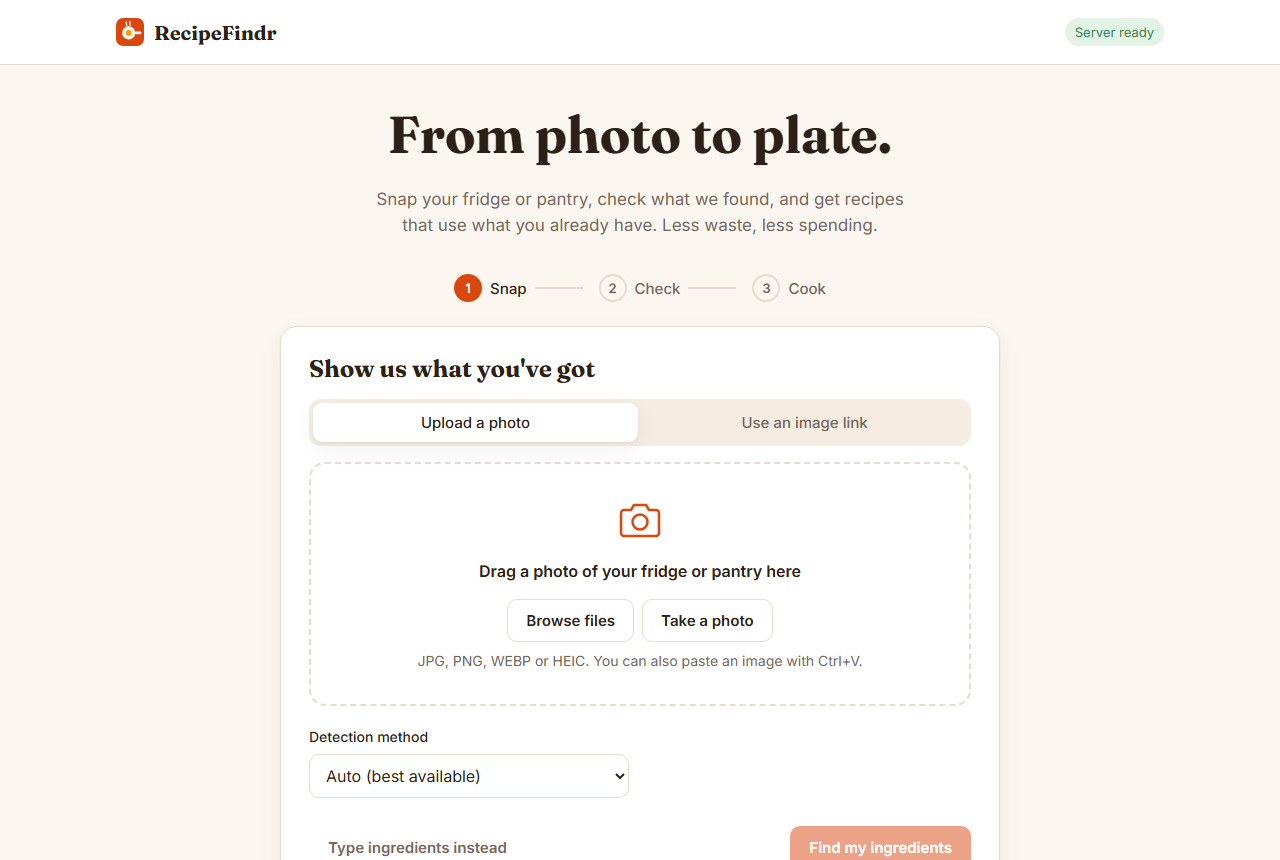 RecipeFindr
Server ready
From photo to plate.
Snap your fridge or pantry, check what we found, and get recipes
that use what you already have. Less waste, less spending.
1 Snap
2 Check
3 Cook
Show us what you've got
Upload a photo
Use an image link
Drag a photo of your fridge or pantry here
Browse files
Take a photo
JPG, PNG, WEBP or HEIC. You can also paste an image with Ctrl+V.
Detection method
Auto (best available)
Type ingredients instead
Find my ingredients